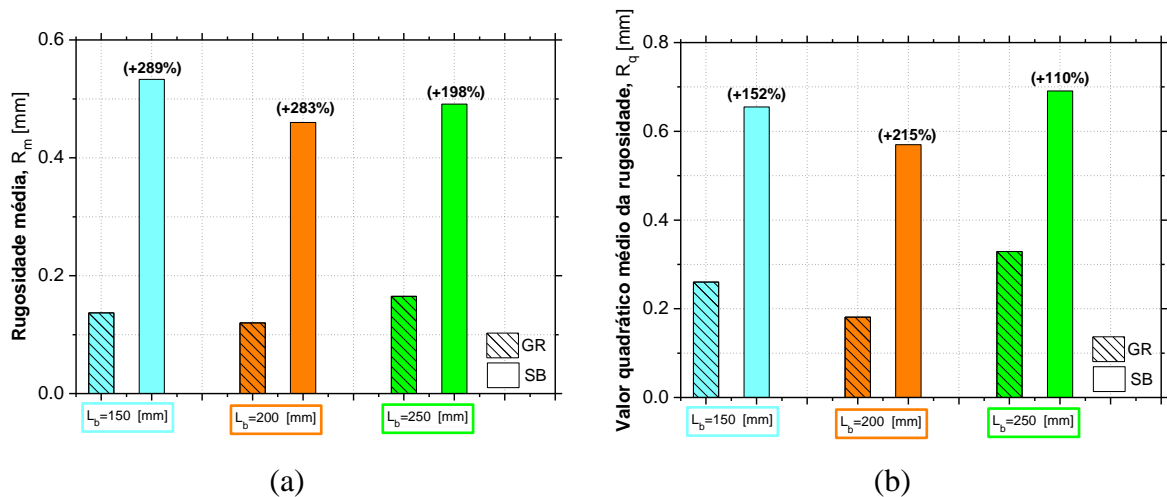 0.6
0.4
0.2
0.0
Rugosidade média, R_m [mm]
(+289%)
(+283%)
(+198%)
GR
SB
L_b=150 [mm]
L_b=200 [mm]
L_b=250 [mm]
(a)
0.8
0.6
0.4
0.2
0.0
Valor quadrático médio da rugosidade, R_q [mm]
(+152%)
(+215%)
(+110%)
GR
SB
L_b=150 [mm]
L_b=200 [mm]
L_b=250 [mm]
(b)